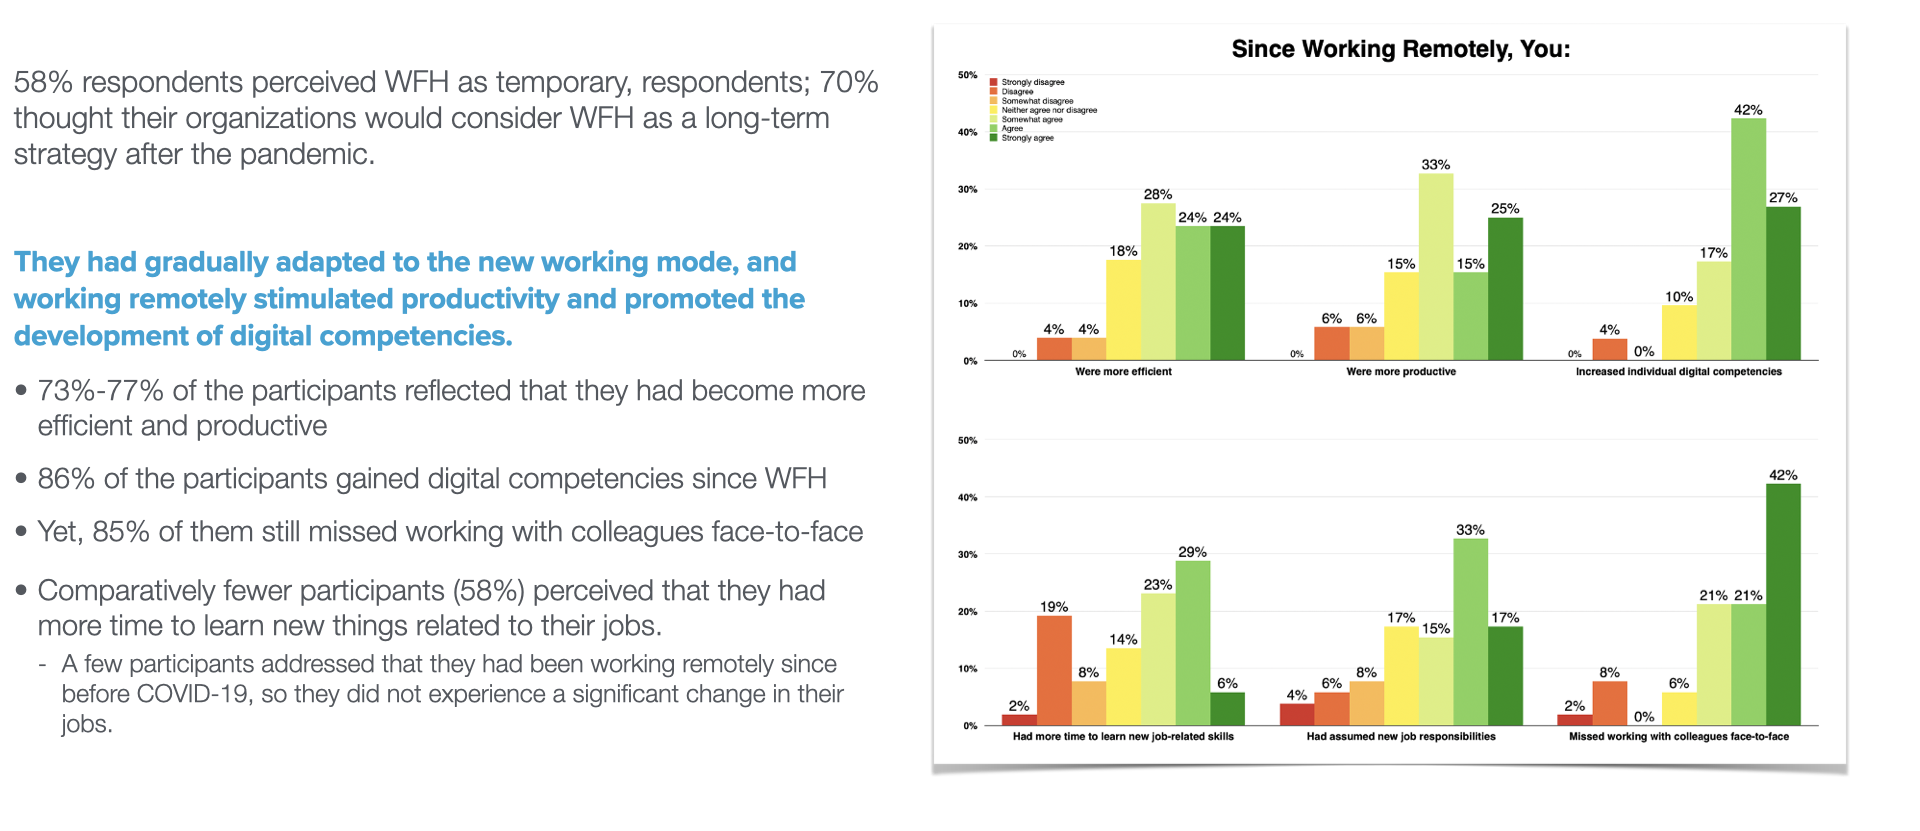 58% respondents perceived WFH as temporary, respondents; 70%
thought their organizations would consider WFH as a long-term
strategy after the pandemic.
They had gradually adapted to the new working mode, and
working remotely stimulated productivity and promoted the
development of digital competencies.
• 73%-77% of the participants reflected that they had become more
efficient and productive
• 86% of the participants gained digital competencies since WFH
• Yet, 85% of them still missed working with colleagues face-to-face
• Comparatively fewer participants (58%) perceived that they had
more time to learn new things related to their jobs.
- A few participants addressed that they had been working remotely since
before COVID-19, so they did not experience a significant change in their
jobs.
Since Working Remotely, You:
Strongly disagree
Disagree
Somewhat disagree
Neither agree nor disagree
Somewhat agree
Agree
Strongly agree
50%
40%
30%
20%
10%
0%
0% 4% 4% 18% 28% 24% 24%
0% 6% 6% 15% 33% 15% 25%
0% 4% 0% 10% 17% 42% 27%
Were more efficient
Were more productive
Increased individual digital competencies
50%
40%
30%
20%
10%
0%
2% 19% 8% 14% 23% 29% 6%
4% 6% 8% 17% 15% 33% 17%
2% 8% 0% 6% 21% 21% 42%
Had more time to learn new job-related skills
Had assumed new job responsibilities
Missed working with colleagues face-to-face